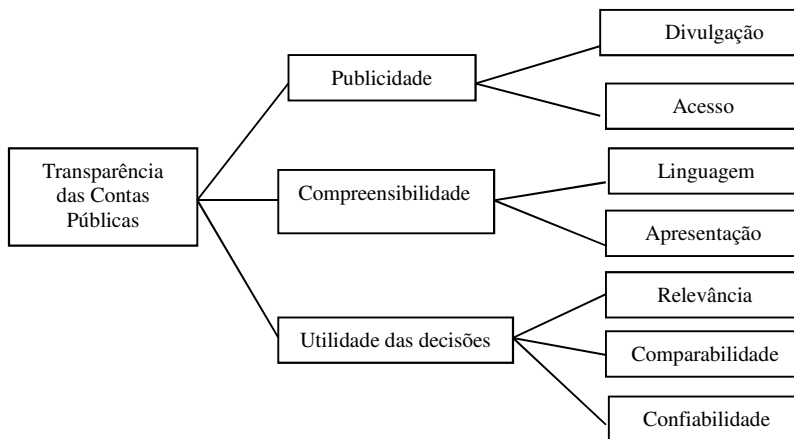 Transparência
das Contas
Públicas
Publicidade
Divulgação
Acesso
Compreensibilidade
Linguagem
Apresentação
Utilidade das decisões
Relevância
Comparabilidade
Confiabilidade